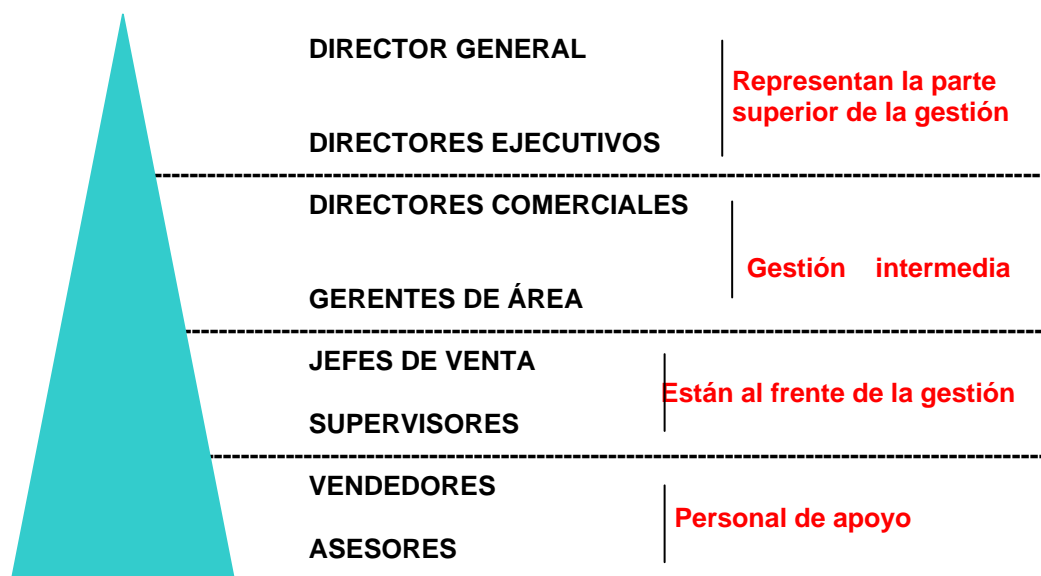 DIRECTOR GENERAL
Representan la parte
superior de la gestión
DIRECTORES EJECUTIVOS
DIRECTORES COMERCIALES
Gestión intermedia
GERENTES DE ÁREA
JEFES DE VENTA
Están al frente de la gestión
SUPERVISORES
VENDEDORES
Personal de apoyo
ASESORES